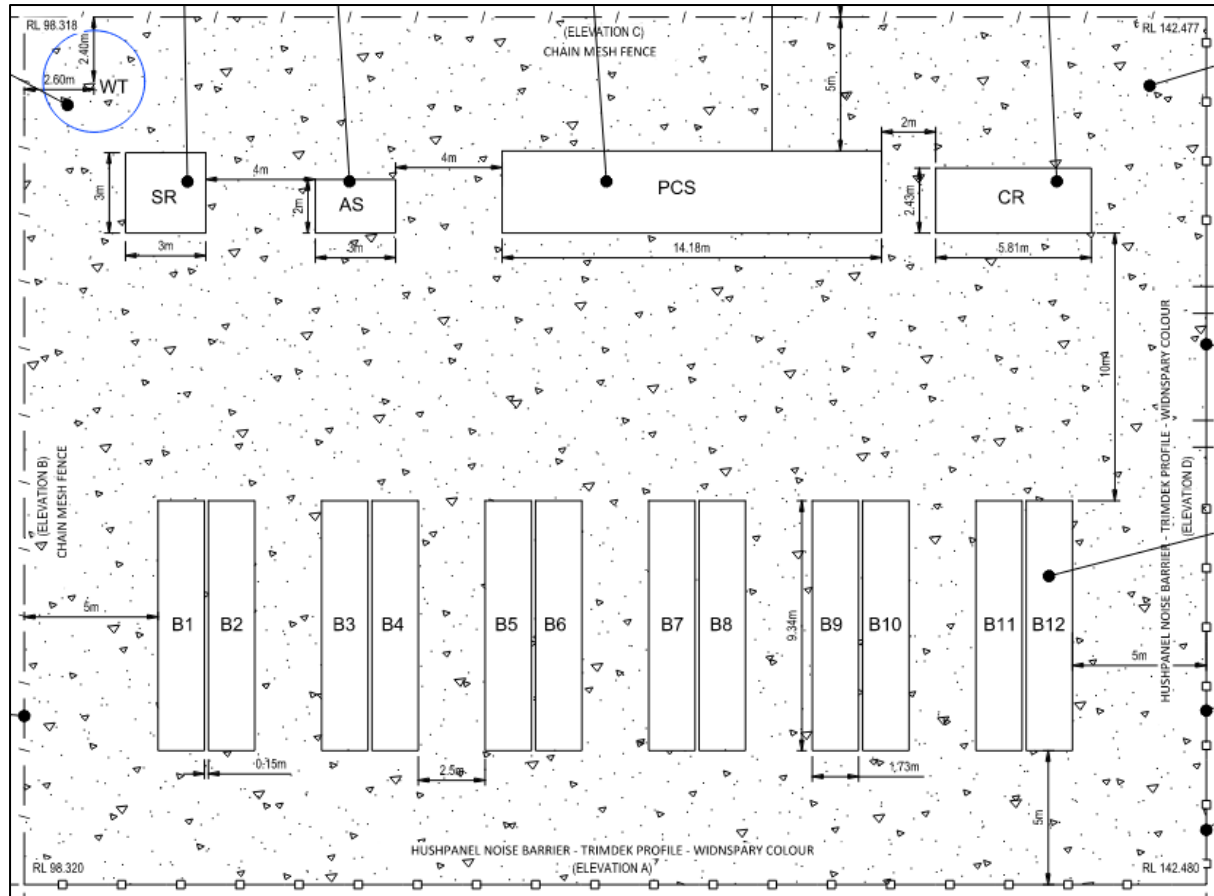 RL 98.318
(ELEVATION C)
CHAIN MESH FENCE
RL 142.477
2.40m
2.60m
WT
5m
2m
3m
SR
4m
2m
AS
4m
PCS
2.43m
CR
3m
3m
14.18m
5.81m
10m
(ELEVATION B)
CHAIN MESH FENCE
HUSHPANEL NOISE BARRIER - TRIMDEK PROFILE - WIDNSPARY COLOUR
(ELEVATION D)
5m
B1
B2
B3
B4
B5
B6
B7
B8
9.34m
B9
B10
B11
B12
5m
0.15m
2.5m
1.73m
5m
HUSHPANEL NOISE BARRIER - TRIMDEK PROFILE - WIDNSPARY COLOUR
(ELEVATION A)
RL 98.320
RL 142.480